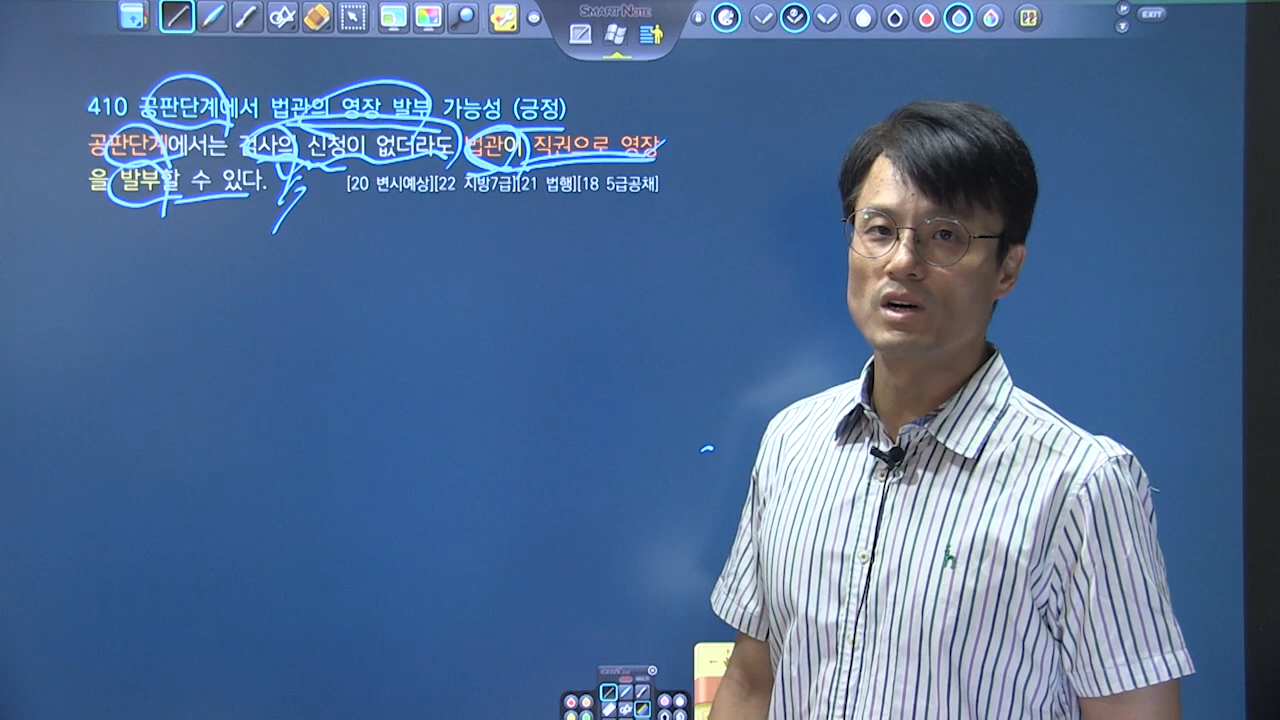 SMART NOTE
EXIT
410 공판단계에서 법관의 영장 발부 가능성 (긍정)
공판단계에서는 검사의 신청이 없더라도 법관이 직권으로 영장
을 발부할 수 있다. [20 변시예상][22 지방7급][21 법행][18 5급공채]